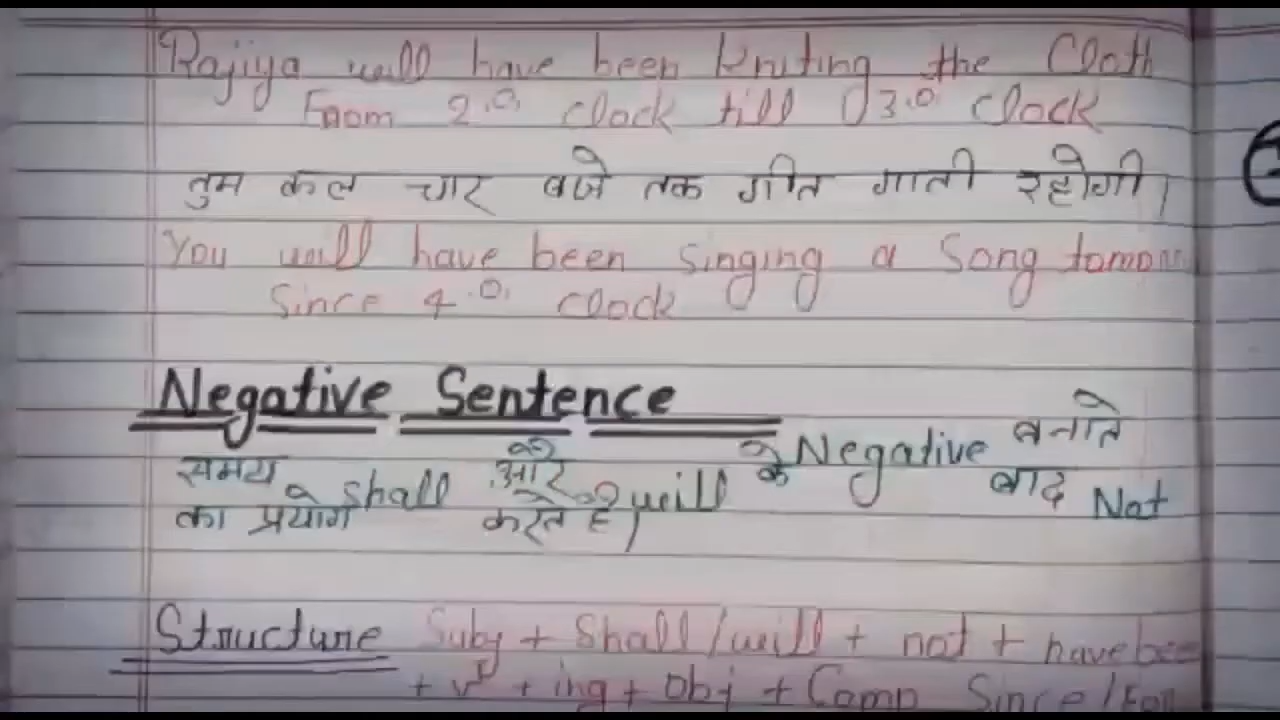 Rajiya will have been Kniting the Cloth
From 2.O. clock till 3.O. clock
तुम कल चार बजे तक गीत गाती रहोगी।
You will have been singing a Song
Since 4.O. clock
Negative Sentence
के Negative बनाते
समय shall और will के बाद Not
का प्रयोग करते है,
Structure Subj + Shall/will + not + have
+ v + ing + obj + Comp Since/For